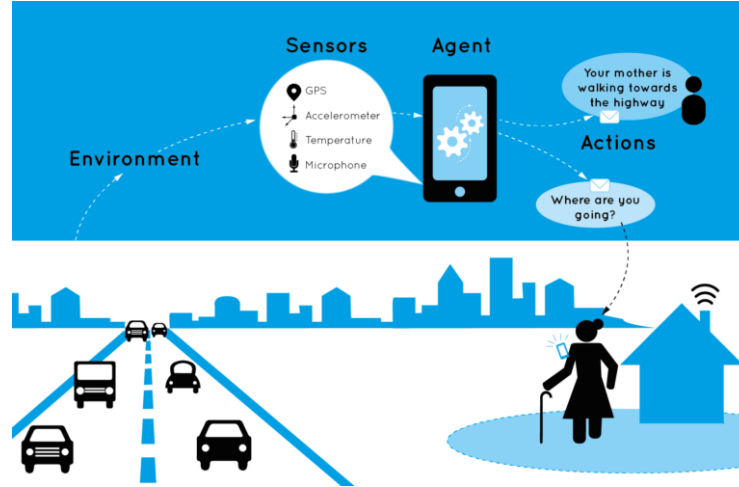 Sensors
Agent
GPS
Accelerometer
Temperature
Microphone
Your mother is
walking towards
the highway
Environment
Actions
Where are you
going?